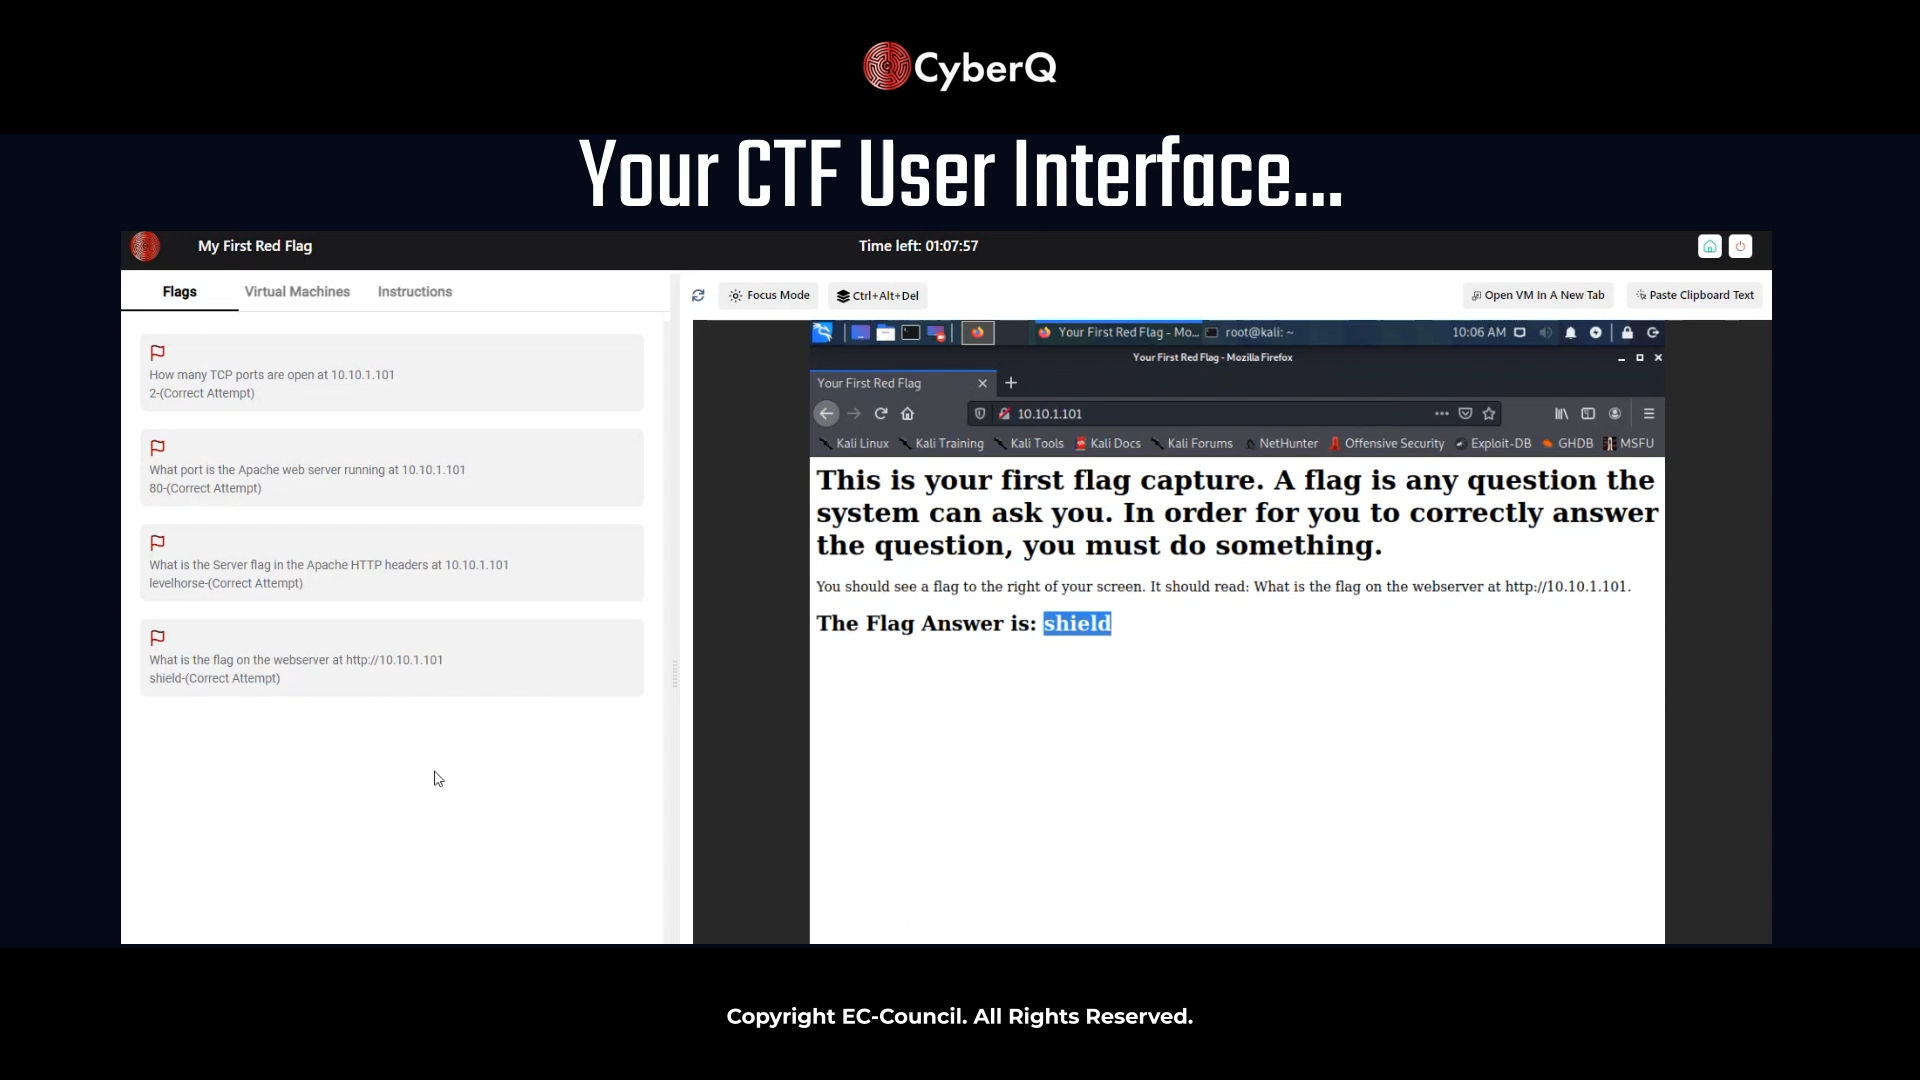 CyberQ
Your CTF User Interface...
My First Red Flag
Time left: 01:07:57
Flags
Virtual Machines
Instructions
How many TCP ports are open at 10.10.1.101
2-(Correct Attempt)
What port is the Apache web server running at 10.10.1.101
80-(Correct Attempt)
What is the Server flag in the Apache HTTP headers at 10.10.1.101
levelhorse-(Correct Attempt)
What is the flag on the webserver at http://10.10.1.101
shield-(Correct Attempt)
Focus Mode
Ctrl+Alt+Del
Open VM In A New Tab
Paste Clipboard Text
Your First Red Flag - Mo...
root@kali: ~
10:06 AM
Your First Red Flag - Mozilla Firefox
Your First Red Flag
10.10.1.101
Kali Linux
Kali Training
Kali Tools
Kali Docs
Kali Forums
NetHunter
Offensive Security
Exploit-DB
GHDB
MSFU
This is your first flag capture. A flag is any question the
system can ask you. In order for you to correctly answer
the question, you must do something.
You should see a flag to the right of your screen. It should read: What is the flag on the webserver at http://10.10.1.101.
The Flag Answer is: shield
Copyright EC-Council. All Rights Reserved.